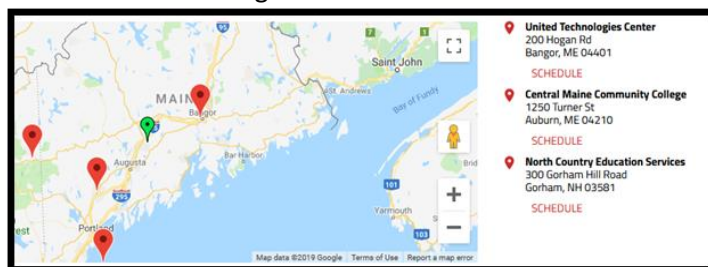 United Technologies Center
200 Hogan Rd
Bangor, ME 04401
SCHEDULE
Central Maine Community College
1250 Turner St
Auburn, ME 04210
SCHEDULE
North Country Education Services
300 Gorham Hill Road
Gorham, NH 03581
SCHEDULE
Saint John
St. Andrews
Bay of Fundy
MAIN
Bangor
Augusta
Bar Harbor
295
Portland
101
Yarmouth
103
Map data ©2019 Google
Terms of Use
Report a map error